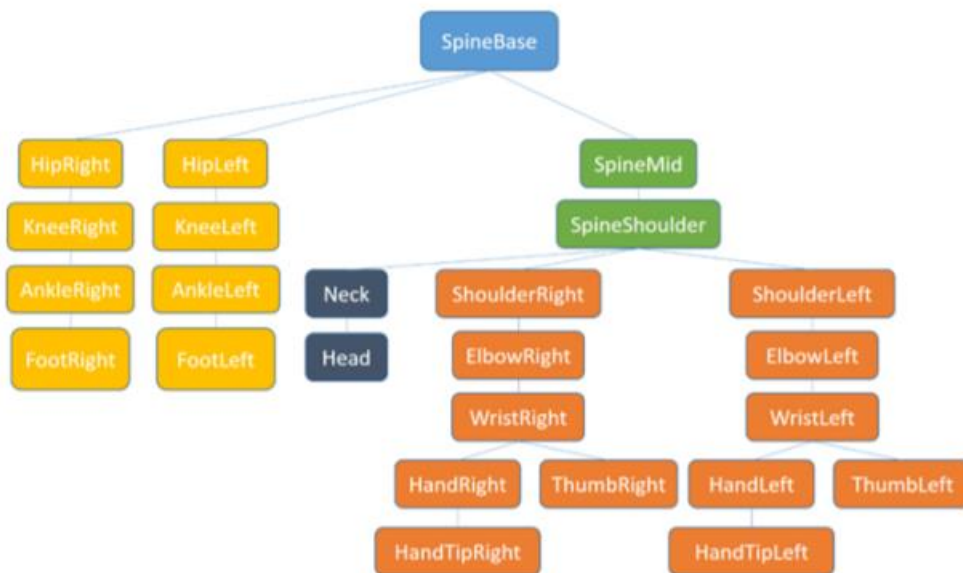 SpineBase
HipRight HipLeft SpineMid
KneeRight KneeLeft SpineShoulder
AnkleRight AnkleLeft Neck ShoulderRight ShoulderLeft
FootRight FootLeft Head ElbowRight ElbowLeft
WristRight WristLeft
HandRight ThumbRight HandLeft ThumbLeft
HandTipRight HandTipLeft